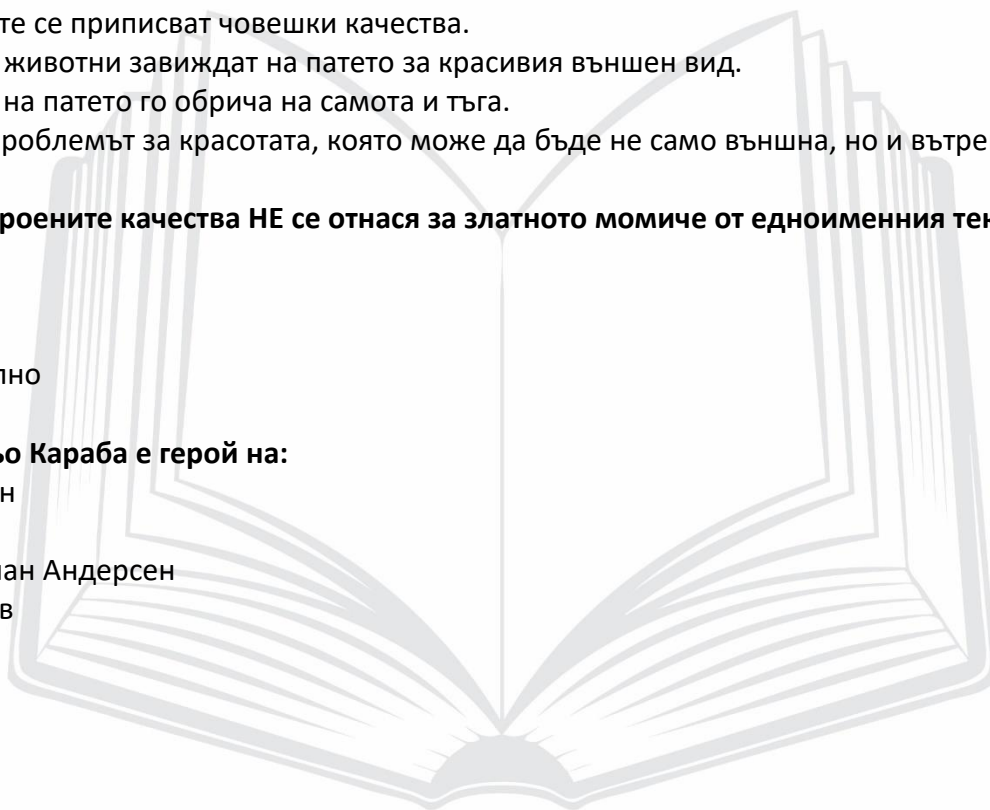 те се приписват човешки качества.
животни завиждат на патето за красивия външен вид.
на патето го обрича на самота и тъга.
роблемът за красотата, която може да бъде не само външна, но и вътре
роените качества НЕ се отнася за златното момиче от едноименния тек
лно
ьо Караба е герой на:
н
ан Андерсен
в